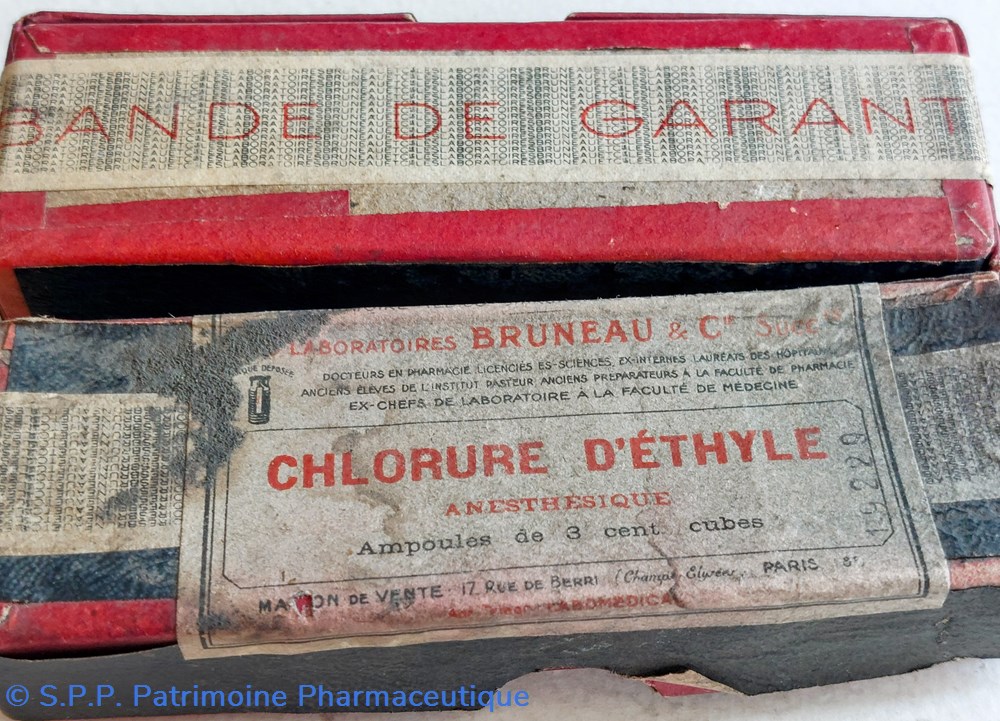 BANDE DE GARANT
LABORATOIRES BRUNEAU & Cie Succrs
DOCTEURS EN PHARMACIE, LICENCIÉS ES-SCIENCES, EX-INTERNES LAURÉATS DES HÔPITAUX
ANCIENS ÉLÈVES DE L'INSTITUT PASTEUR, ANCIENS PRÉPARATEURS À LA FACULTÉ DE PHARMACIE
EX-CHEFS DE LABORATOIRE A LA FACULTÉ DE MÉDECINE
DÉPOSÉE
CHLORURE D'ÉTHYLE
19229
ANESTHÉSIQUE
Ampoules de 3 cent. cubes
DE VENTE 17 RUE DE BERRI (Champs-Elysées) PARIS 8e
LABOMEDICA
© S.P.P. Patrimoine Pharmaceutique